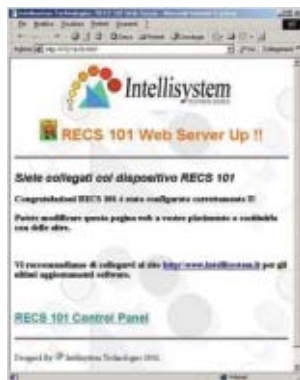 Intellisystem
TECHNOLOGIES
RECS 101 Web Server Up !!
Siete collegati col dispositivo RECS 101
Congratulazioni RECS 101 é stato configurato correttamente !!
Potete modificare questa pagina web a vostro piacimento o sostituirla
con delle altre.
Vi raccomandiamo di collegarvi al sito http://www.intellisystem.it per gli
ultimi aggiornamenti software.
RECS 101 Control Panel
Designed By Intellisystem Technologies